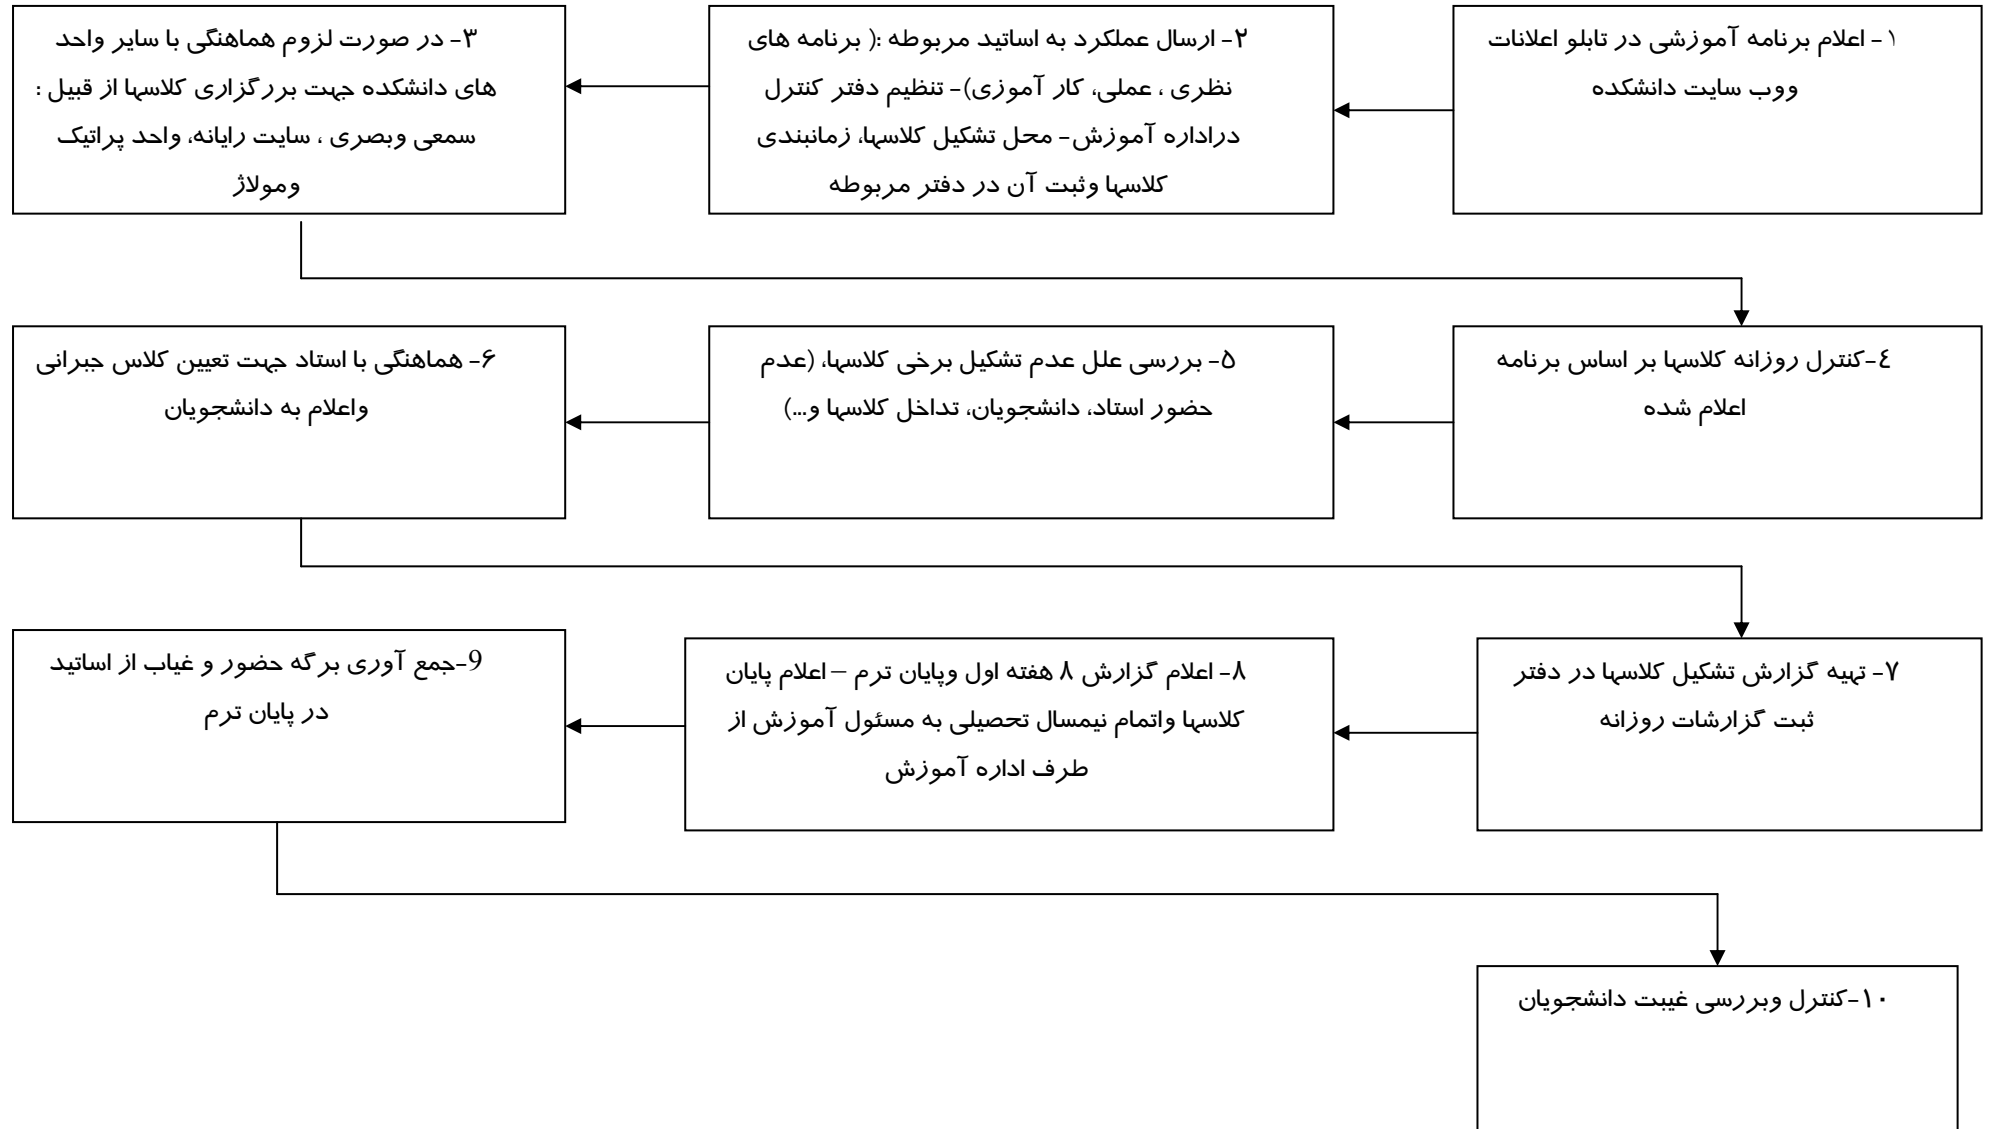 ۱- اعلام برنامه آموزشی در تابلو اعلانات
ووب سایت دانشکده
۲- ارسال عملکرد به اساتید مربوطه :( برنامه های
نظری ، عملی، کار آموزی)- تنظیم دفتر کنترل
دراداره آموزش- محل تشکیل کلاسها، زمانبندی
کلاسها وثبت آن در دفتر مربوطه
۳- در صورت لزوم هماهنگی با سایر واحد
های دانشکده جهت برگزاری کلاسها از قبیل :
سمعی وبصری ، سایت رایانه، واحد پراتیک
ومولاژ
٤-کنترل روزانه کلاسها بر اساس برنامه
اعلام شده
۵- بررسی علل عدم تشکیل برخی کلاسها، (عدم
حضور استاد، دانشجویان، تداخل کلاسها و...)
۶- هماهنگی با استاد جهت تعیین کلاس جبرانی
واعلام به دانشجویان
۷- تهیه گزارش تشکیل کلاسها در دفتر
ثبت گزارشات روزانه
۸- اعلام گزارش ۸ هفته اول وپایان ترم – اعلام پایان
کلاسها واتمام نیمسال تحصیلی به مسئول آموزش از
طرف اداره آموزش
9-جمع آوری برگه حضور و غیاب از اساتید
در پایان ترم
۱۰-کنترل وبررسی غیبت دانشجویان